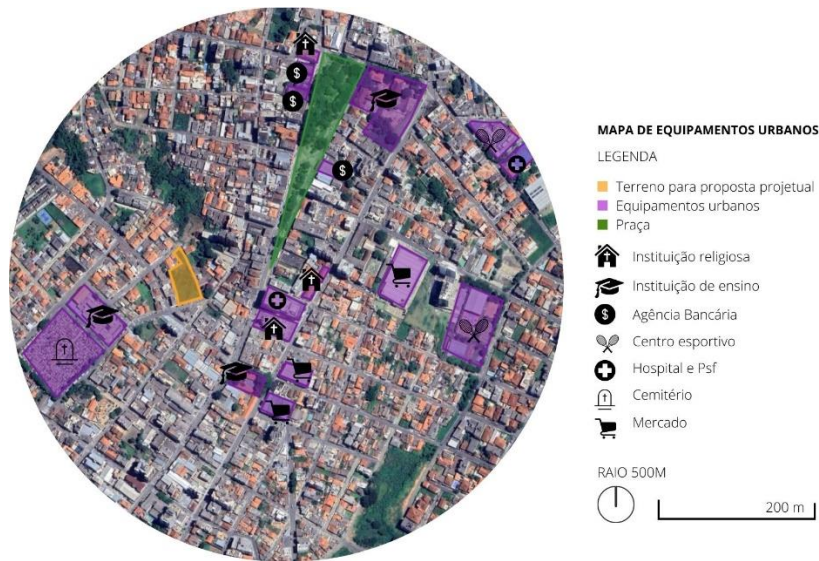 MAPA DE EQUIPAMENTOS URBANOS
LEGENDA
Terreno para proposta projetual
Equipamentos urbanos
Praça
Instituição religiosa
Instituição de ensino
$ Agência Bancária
Centro esportivo
Hospital e Psf
Cemitério
Mercado
RAIO 500M
200 m